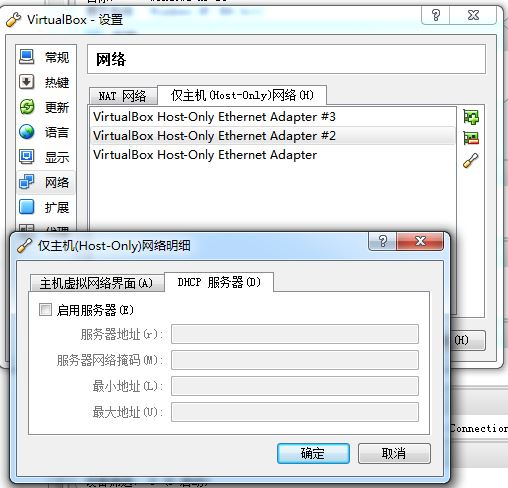 VirtualBox - 设置
常规
热键
更新
语言
显示
网络
扩展
网络
NAT 网络
仅主机(Host-Only)网络(H)
VirtualBox Host-Only Ethernet Adapter #3
VirtualBox Host-Only Ethernet Adapter #2
VirtualBox Host-Only Ethernet Adapter
(H)
仅主机(Host-Only)网络明细
主机虚拟网络界面(A)
DHCP 服务器(D)
启用服务器(E)
服务器地址(r):
服务器网络掩码(M):
最小地址(L):
最大地址(U):
确定
取消
Connection